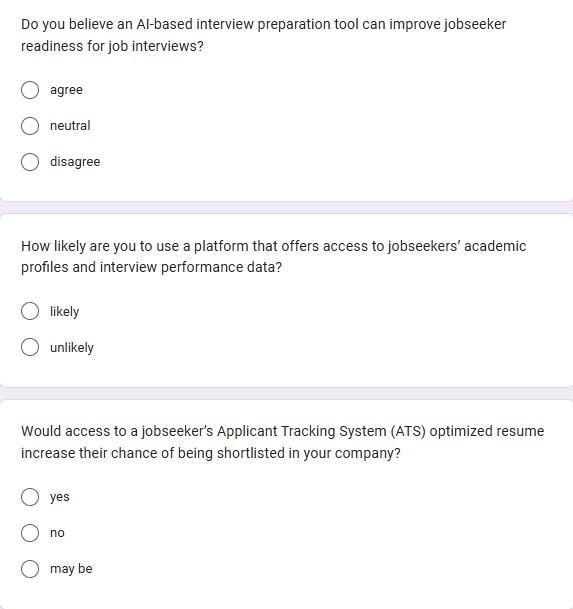 Do you believe an AI-based interview preparation tool can improve jobseeker
readiness for job interviews?
agree
neutral
disagree
How likely are you to use a platform that offers access to jobseekers’ academic
profiles and interview performance data?
likely
unlikely
Would access to a jobseeker's Applicant Tracking System (ATS) optimized resume
increase their chance of being shortlisted in your company?
yes
no
may be